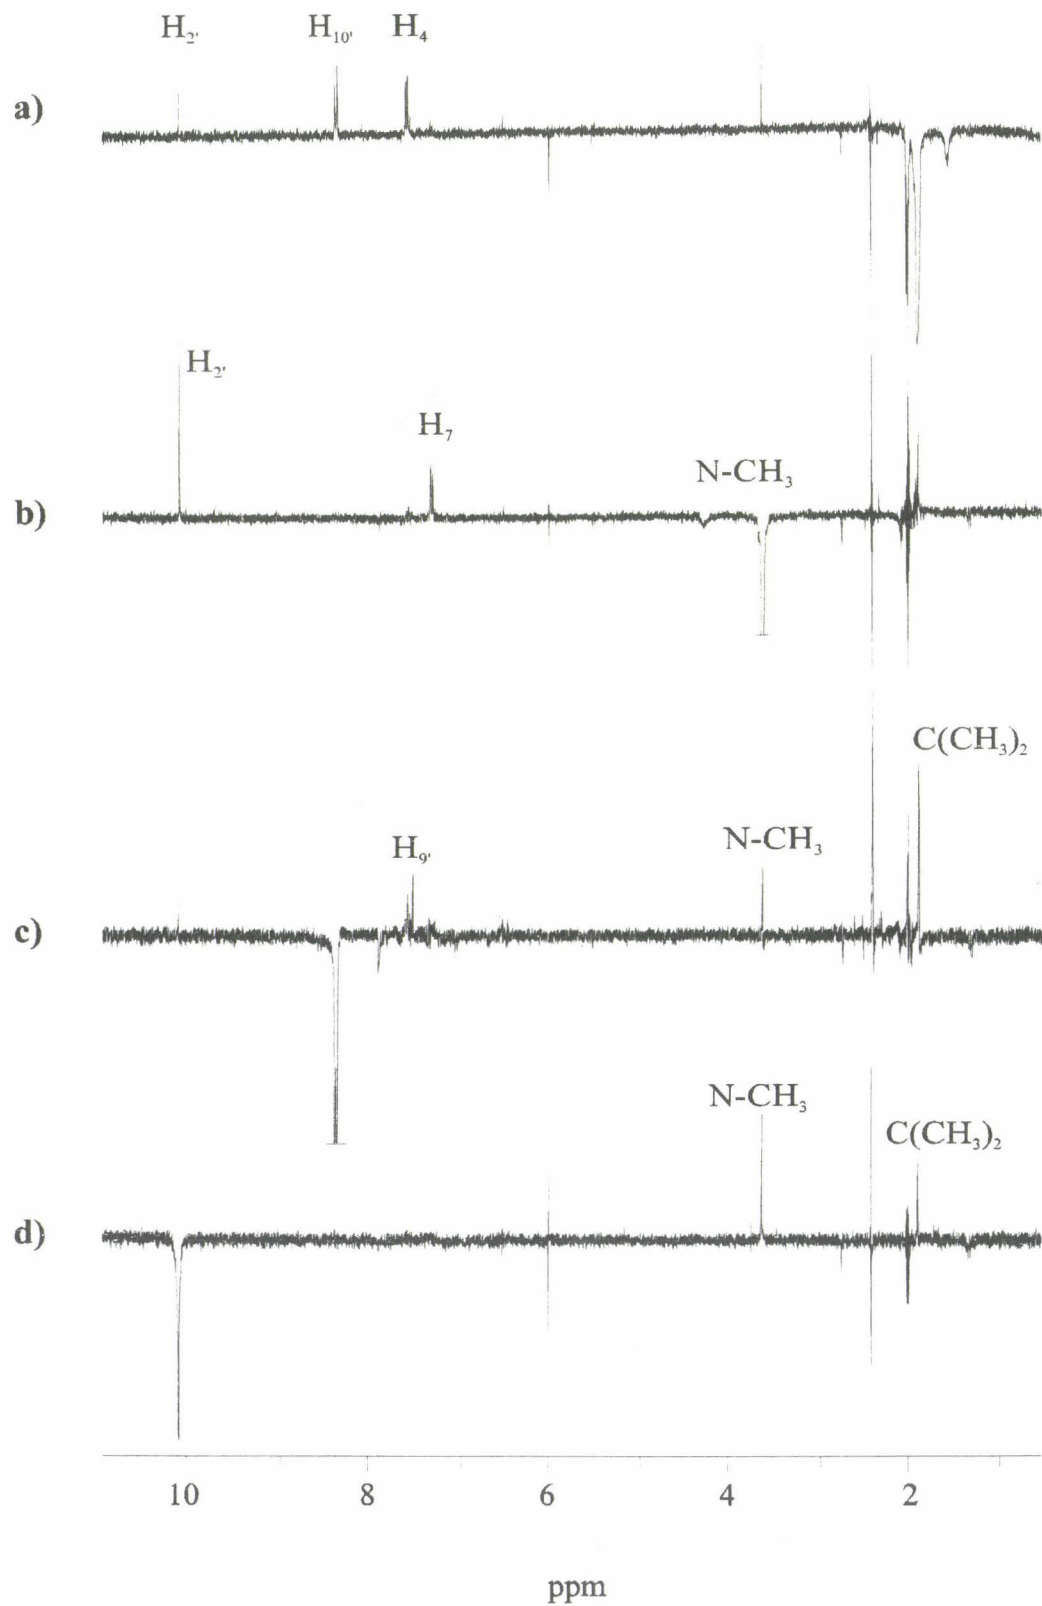 H₂' H₁₀' H₄
a)
H₂'
H₇
N-CH₃
b)
C(CH₃)₂
N-CH₃
H₉'
c)
N-CH₃
C(CH₃)₂
d)
10 8 6 4 2
ppm